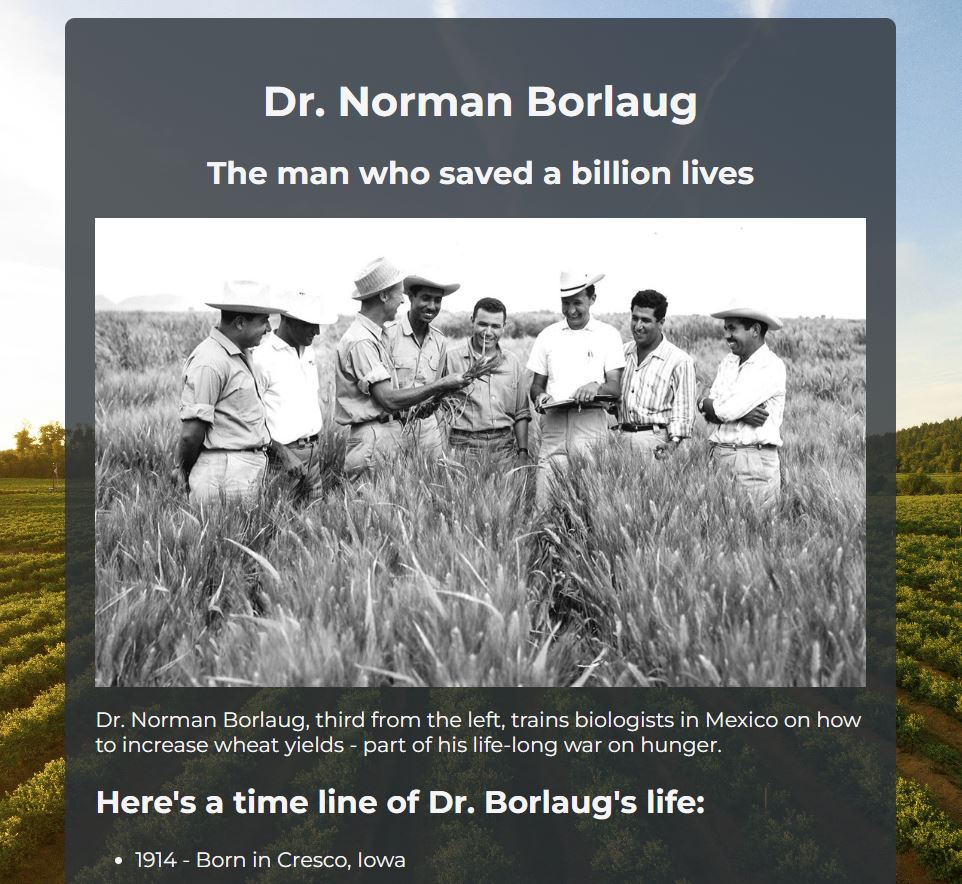 Dr. Norman Borlaug
The man who saved a billion lives
Dr. Norman Borlaug, third from the left, trains biologists in Mexico on how
to increase wheat yields - part of his life-long war on hunger.
Here's a time line of Dr. Borlaug's life:
• 1914 - Born in Cresco, Iowa